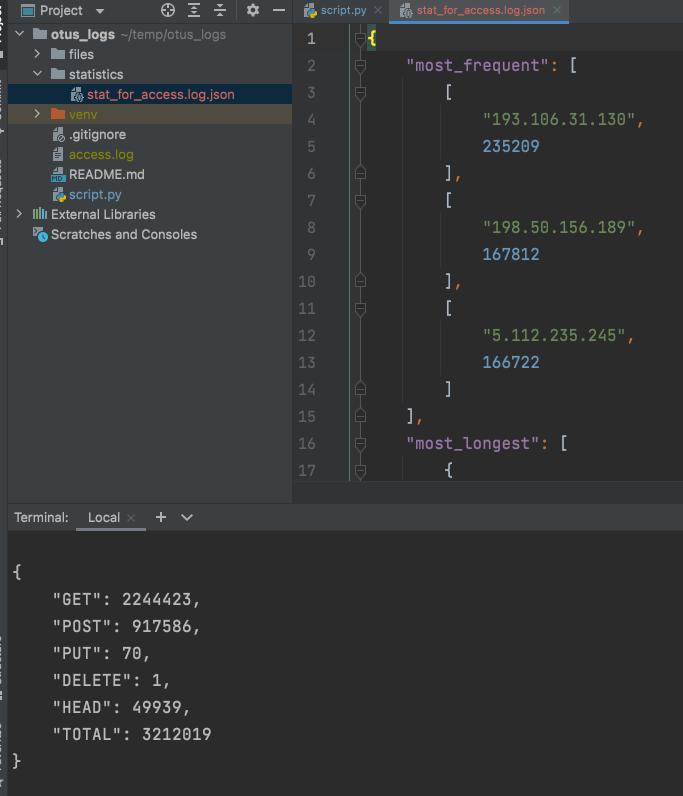 Project
script.py
stat_for_access.log.json
otus_logs ~/temp/otus_logs
files
statistics
stat_for_access.log.json
venv
.gitignore
access.log
README.md
script.py
External Libraries
Scratches and Consoles
1 {
2 "most_frequent": [
3 [
4 "193.106.31.130",
5 235209
6 ],
7 [
8 "198.50.156.189",
9 167812
10 ],
11 [
12 "5.112.235.245",
13 166722
14 ]
15 ],
16 "most_longest": [
17 {
Terminal: Local
{
"GET": 2244423,
"POST": 917586,
"PUT": 70,
"DELETE": 1,
"HEAD": 49939,
"TOTAL": 3212019
}